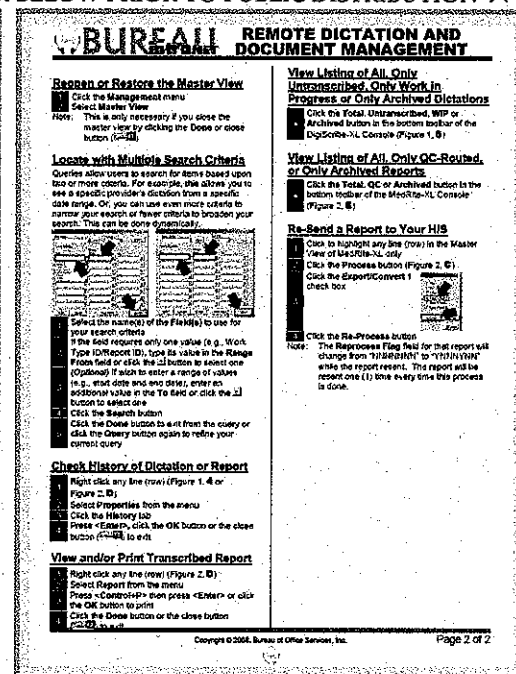 BUREAU
REMOTE DICTATION AND
DOCUMENT MANAGEMENT
Reopen or Restore the Master View
Click the Management menu
Select Master View
Note: This is only necessary if you close the
master view by clicking the Done or close
button
Locate with Multiple Search Criteria
Queries allow users to search for items based upon
two or more criteria. For example, this allows you to
see a specific provider's dictation from a specific
date range. Or, you can use even more criteria to
narrow your search or fewer criteria to broaden your
search. This can be done dynamically.
Select the name(s) of the Field(s) to use for
your search criteria
If the field requires only one value (e.g., Work
Type ID/Report ID), type its value in the Range
From field or click the button to select one
(Optional) If wish to enter a range of values
(e.g., start date and end date), enter an
additional value in the To field or click the
button to select one
Click the Search button
Click the Done button to exit from the query or
click the Query button again to refine your
current query
Check History of Dictation or Report
Right click any line (row) (Figure 1, 4 or
Figure 2, D)
Select Properties from the menu
Click the History tab
Press <Enter>, click the OK button or the close
button to exit
View and/or Print Transcribed Report
Right click any line (row) (Figure 2, D)
Select Report from the menu
Press <Control+P> then press <Enter> or click
the OK button to print
Click the Done button or the close button
to exit
View Listing of All, Only
Untranscribed, Only Work in
Progress or Only Archived Dictations
Click the Total, Untranscribed, WIP or
Archived button in the bottom toolbar of the
DigiScribe-XL Console (Figure 1, 5)
View Listing of All, Only QC-Routed,
or Only Archived Reports
Click the Total, QC or Archived button in the
bottom toolbar of the MedRite-XL Console
(Figure 2, E)
Re-Send a Report to Your HIS
Click to highlight any line (row) in the Master
View of MedRite-XL only
Click the Process button (Figure 2, C)
Click the Export/Convert 1
check box
Click the Re-Process button
Note: The Reprocess Flag field for that report will
change from
while the report resent. The report will be
resent one (1) time every time this process
is done.
Copyright © 2008, Bureau of Office Services, Inc.
Page 2 of 2